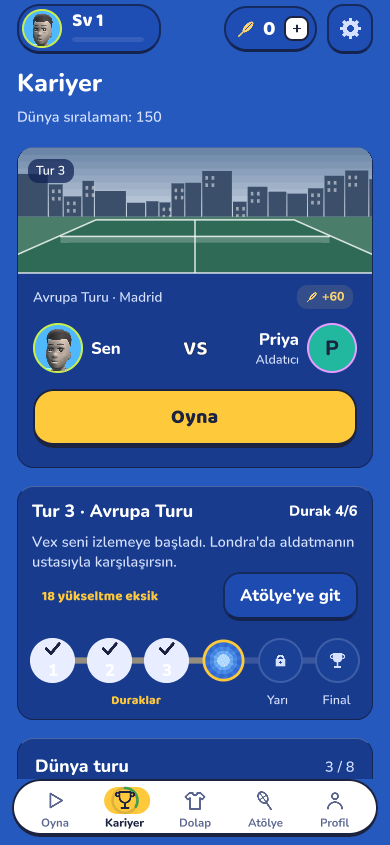 Sv 1
0
+
Kariyer
Dünya sıralaman: 150
Tur 3
Avrupa Turu · Madrid
+60
Sen
VS
Priya
Aldatıcı
P
Oyna
Tur 3 · Avrupa Turu
Durak 4/6
Vex seni izlemeye başladı. Londra'da aldatmanın
ustasıyla karşılaşırsın.
18 yükseltme eksik
Atölye'ye git
1
2
3
Duraklar
Yarı
Final
Dünya turu
3 / 8
Oyna
Kariyer
Dolap
Atölye
Profil